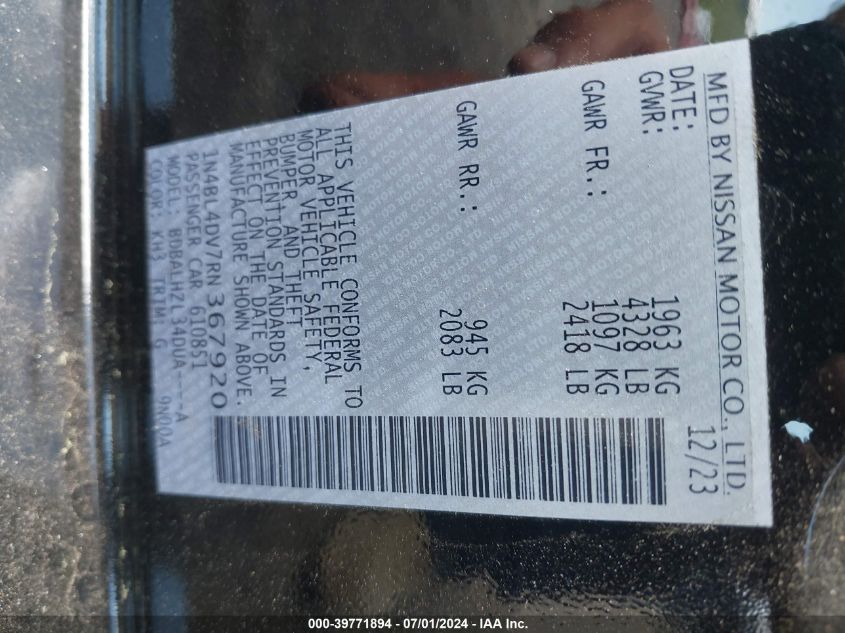 MFD BY NISSAN MOTOR CO., LTD.
DATE: 12/23
GVWR: 1963 KG
4328 LB
GAWR FR.: 1097 KG
2418 LB
GAWR RR.: 945 KG
2083 LB
THIS VEHICLE CONFORMS TO
ALL APPLICABLE FEDERAL
MOTOR VEHICLE SAFETY,
BUMPER AND THEFT
PREVENTION STANDARDS IN
EFFECT ON THE DATE OF
MANUFACTURE SHOWN ABOVE.
1N4BL4DV7RN367920
PASSENGER CAR 610851
MODEL: BDBALHZL34DUA----A
COLOR: KH3 TRIM: G 9N00A
000-39771894 - 07/01/2024 - IAA Inc.